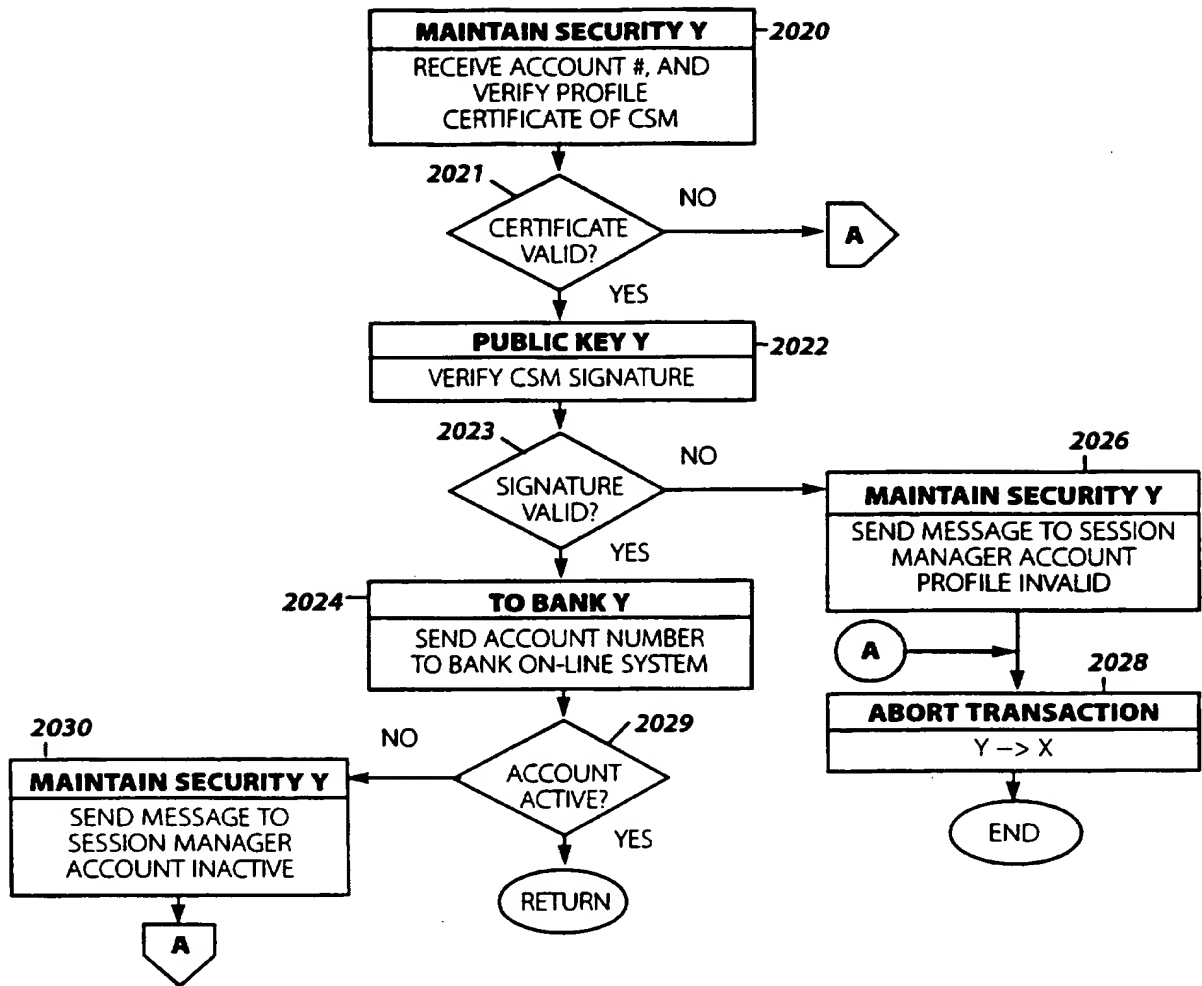 MAINTAIN SECURITY Y
2020
RECEIVE ACCOUNT #, AND
VERIFY PROFILE
CERTIFICATE OF CSM
2021
CERTIFICATE
VALID?
NO
A
YES
PUBLIC KEY Y
2022
VERIFY CSM SIGNATURE
2023
SIGNATURE
VALID?
NO
YES
2026
MAINTAIN SECURITY Y
SEND MESSAGE TO SESSION
MANAGER ACCOUNT
PROFILE INVALID
2024
TO BANK Y
SEND ACCOUNT NUMBER
TO BANK ON-LINE SYSTEM
A
2028
ABORT TRANSACTION
Y -> X
END
2029
ACCOUNT
ACTIVE?
NO
YES
RETURN
2030
MAINTAIN SECURITY Y
SEND MESSAGE TO
SESSION MANAGER
ACCOUNT INACTIVE
A